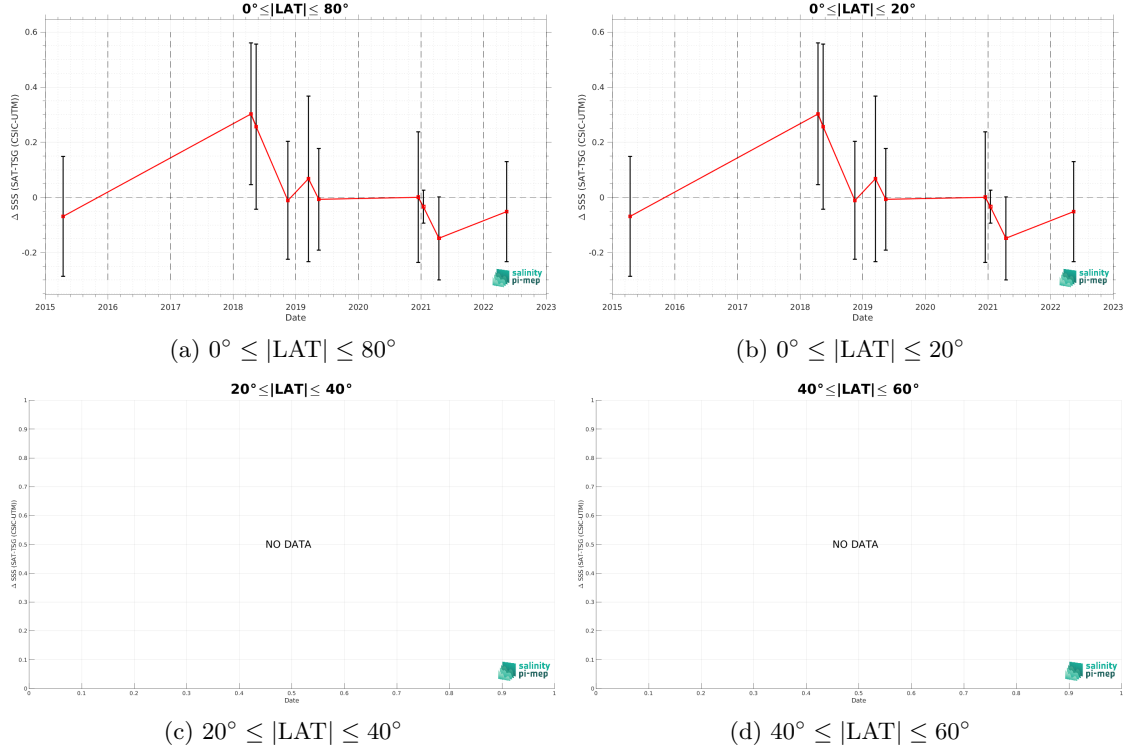 0°≤|LAT|≤ 80°
Δ SSS (SAT-TSG (CSIC-UTM))
0.6
0.4
0.2
0
-0.2
2015 2016 2017 2018 2019 2020 2021 2022 2023
Date
salinity
pi-mep
(a) 0° ≤ |LAT| ≤ 80°
0°≤|LAT|≤ 20°
Δ SSS (SAT-TSG (CSIC-UTM))
0.6
0.4
0.2
0
-0.2
2015 2016 2017 2018 2019 2020 2021 2022 2023
Date
salinity
pi-mep
(b) 0° ≤ |LAT| ≤ 20°
20°≤|LAT|≤ 40°
Δ SSS (SAT-TSG (CSIC-UTM))
1
0.9
0.8
0.7
0.6
0.5
0.4
0.3
0.2
0.1
0
NO DATA
0 0.1 0.2 0.3 0.4 0.5 0.6 0.7 0.8 0.9 1
Date
salinity
pi-mep
(c) 20° ≤ |LAT| ≤ 40°
40°≤|LAT|≤ 60°
Δ SSS (SAT-TSG (CSIC-UTM))
1
0.9
0.8
0.7
0.6
0.5
0.4
0.3
0.2
0.1
0
NO DATA
0 0.1 0.2 0.3 0.4 0.5 0.6 0.7 0.8 0.9 1
Date
salinity
pi-mep
(d) 40° ≤ |LAT| ≤ 60°